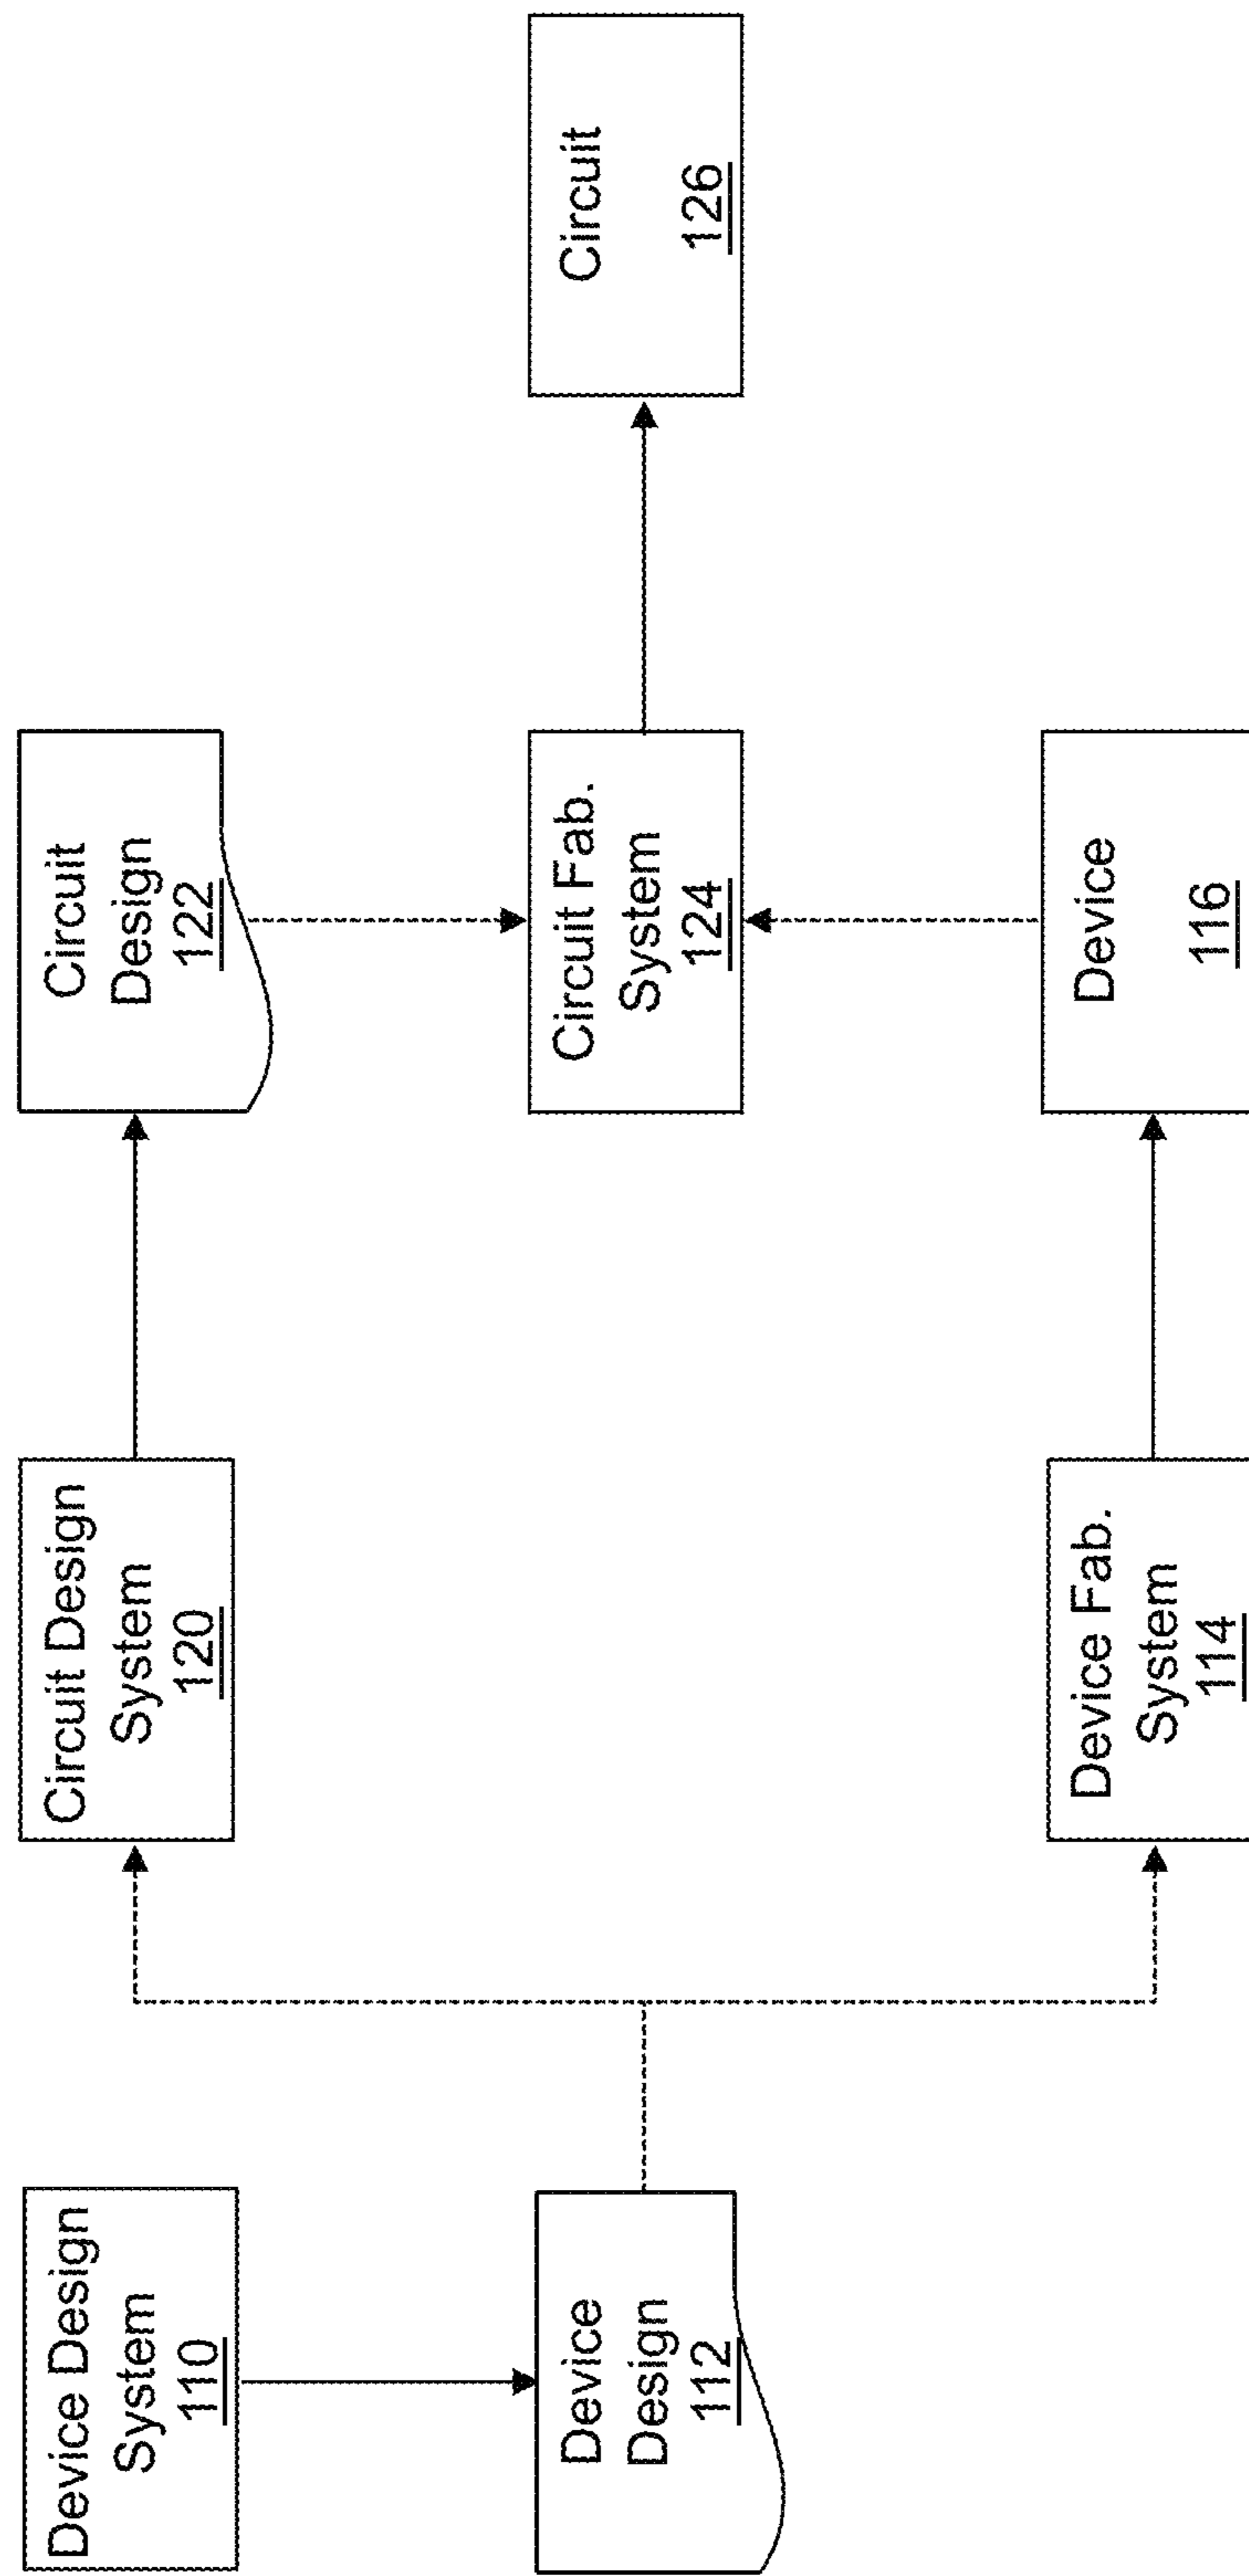 Device Design
System
110
Device
Design
112
Circuit Design
System
120
Device Fab.
System
114
Circuit
Design
122
Circuit Fab.
System
124
Device
116
Circuit
126